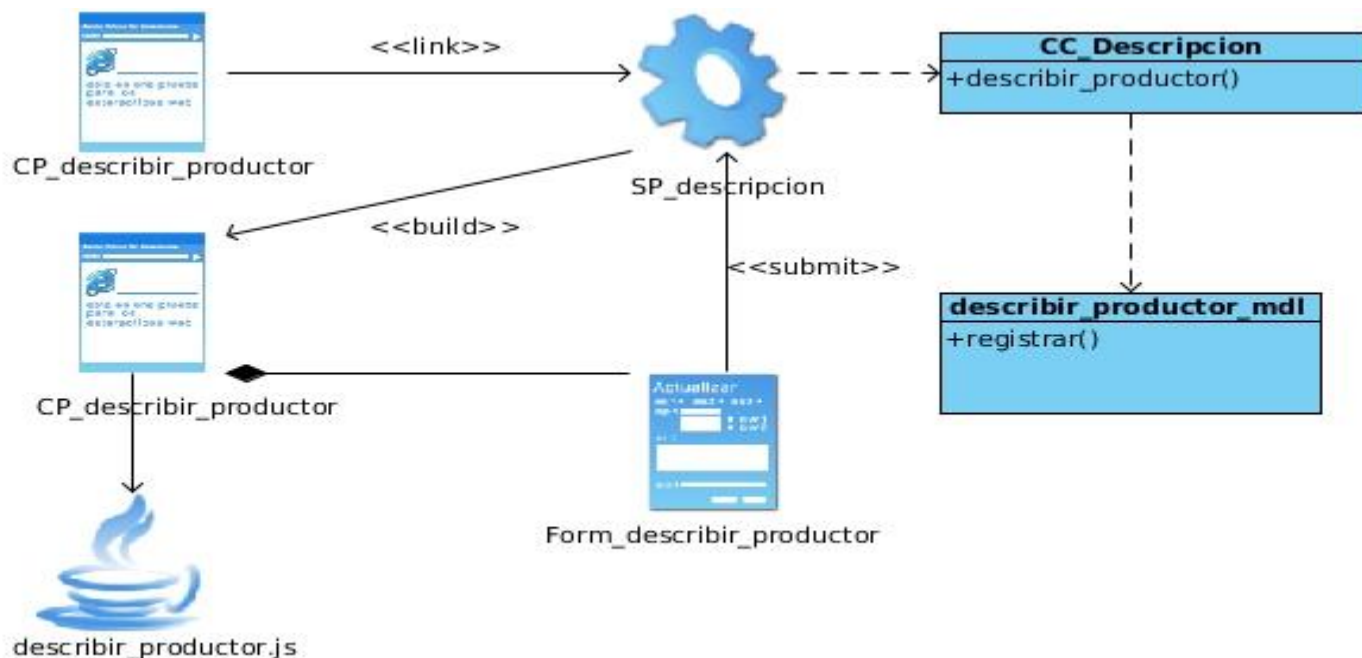 <<link>>
CC_Descripcion
+describir_productor()
CP_describir_productor
SP_descripcion
<<build>>
<<submit>>
describir_productor_mdl
+registrar()
CP_describir_productor
Actualizar
Form_describir_productor
describir_productor.js